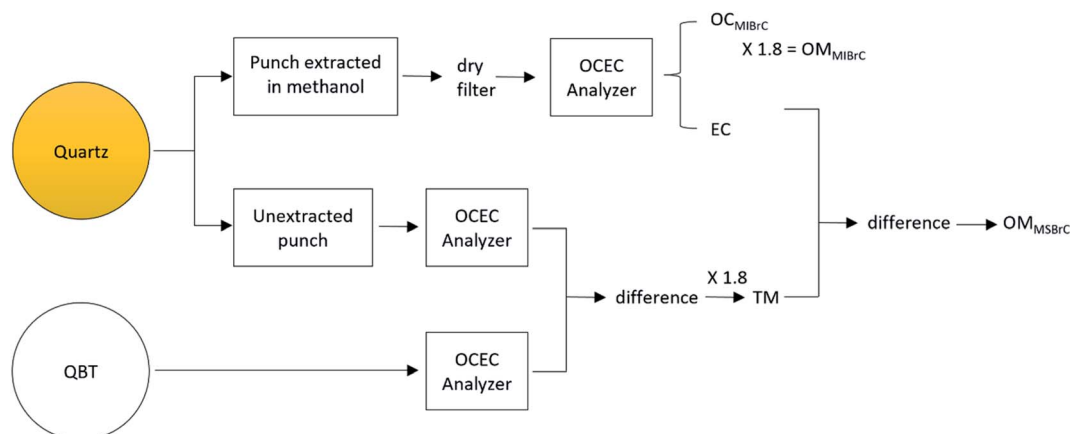 Quartz
Punch extracted
in methanol
dry
filter
OCEC
Analyzer
OC_MIBrC
X 1.8 = OM_MIBrC
EC
Unextracted
punch
OCEC
Analyzer
difference
X 1.8
TM
difference
OM_MSBrC
QBT
OCEC
Analyzer